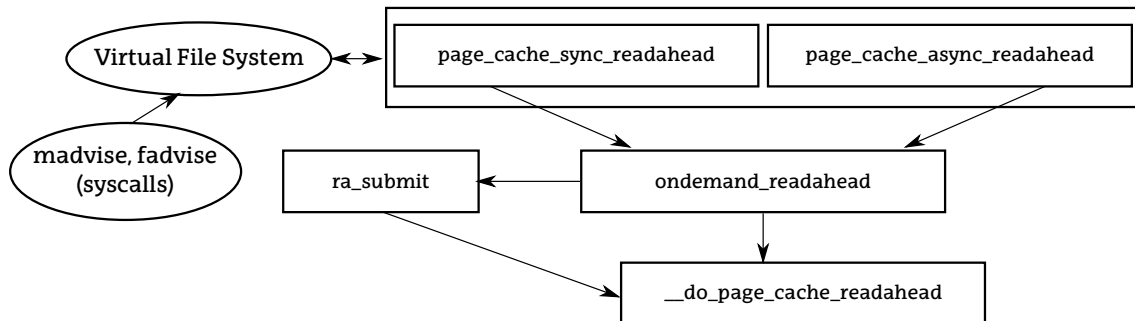 Virtual File System
page_cache_sync_readahead
page_cache_async_readahead
madvise, fadvise
(syscalls)
ra_submit
ondemand_readahead
__do_page_cache_readahead